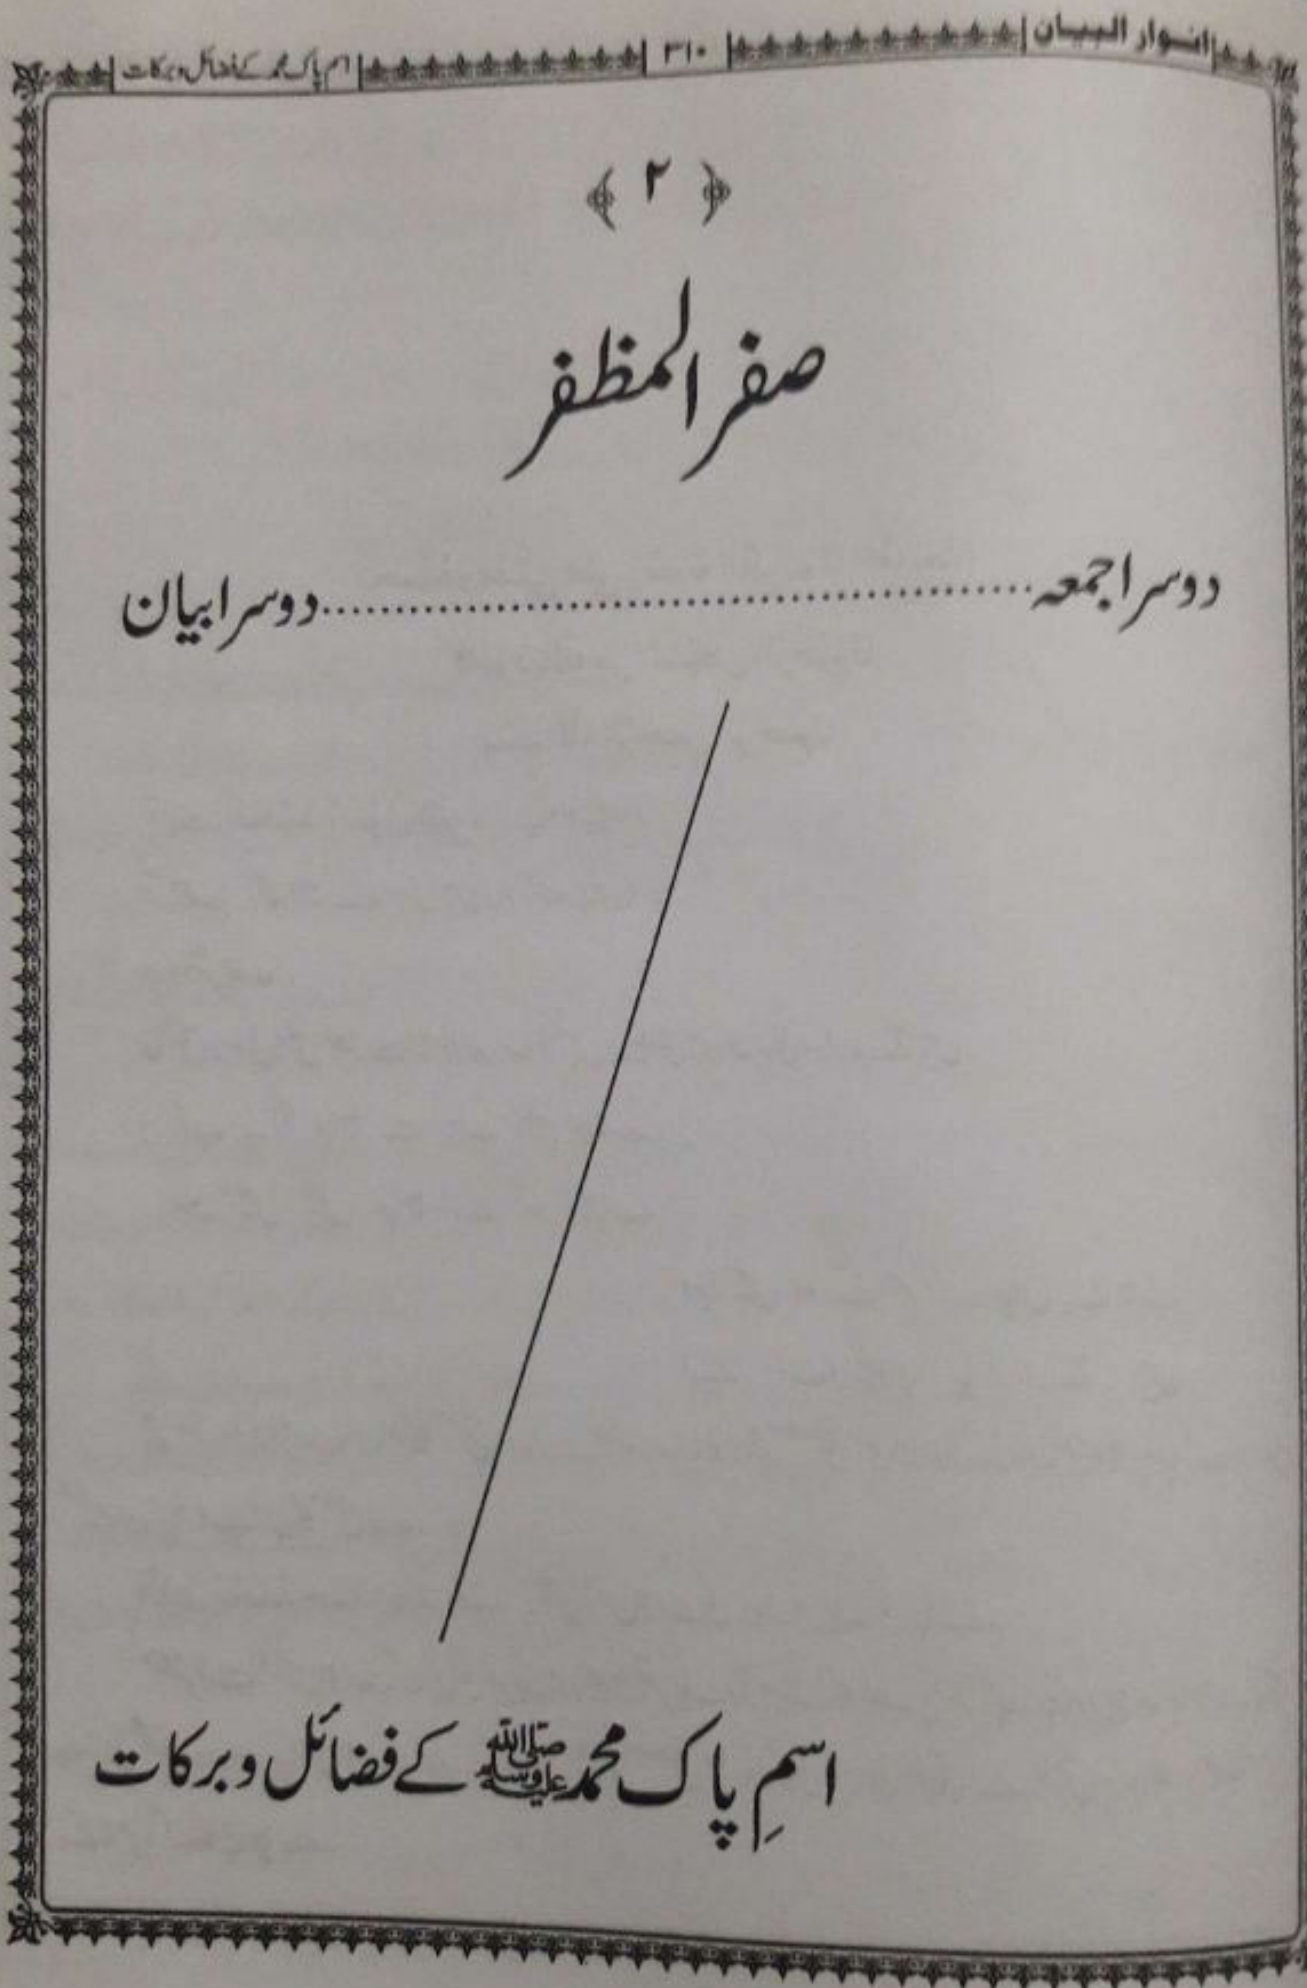 انوار البیان ۳۱۰ اسم پاک محمد کے فضائل و برکات
﴿ ۲ ﴾
صفر المظفر
دوسرا جمعہ................................................دوسرا بیان
اسمِ پاک محمد ﷺ کے فضائل و برکات